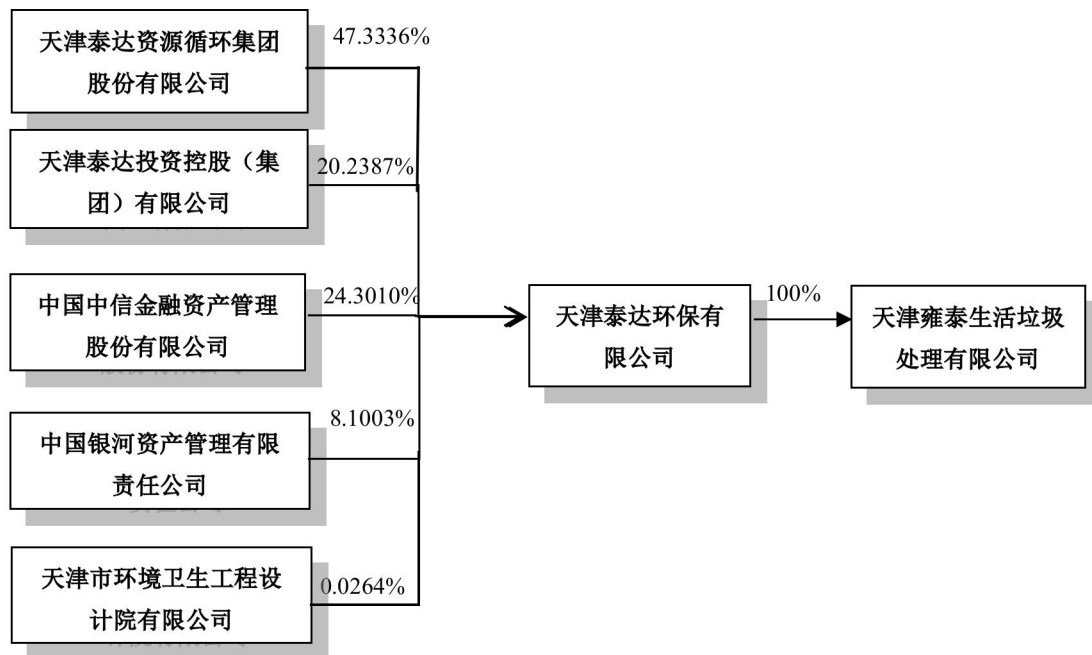 天津泰达资源循环集团
股份有限公司
47.3336%
天津泰达投资控股（集
团）有限公司
20.2387%
中国中信金融资产管理
股份有限公司
24.3010%
中国银河资产管理有限
责任公司
8.1003%
天津市环境卫生工程设
计院有限公司
0.0264%
天津泰达环保有
限公司
100%
天津雍泰生活垃圾
处理有限公司